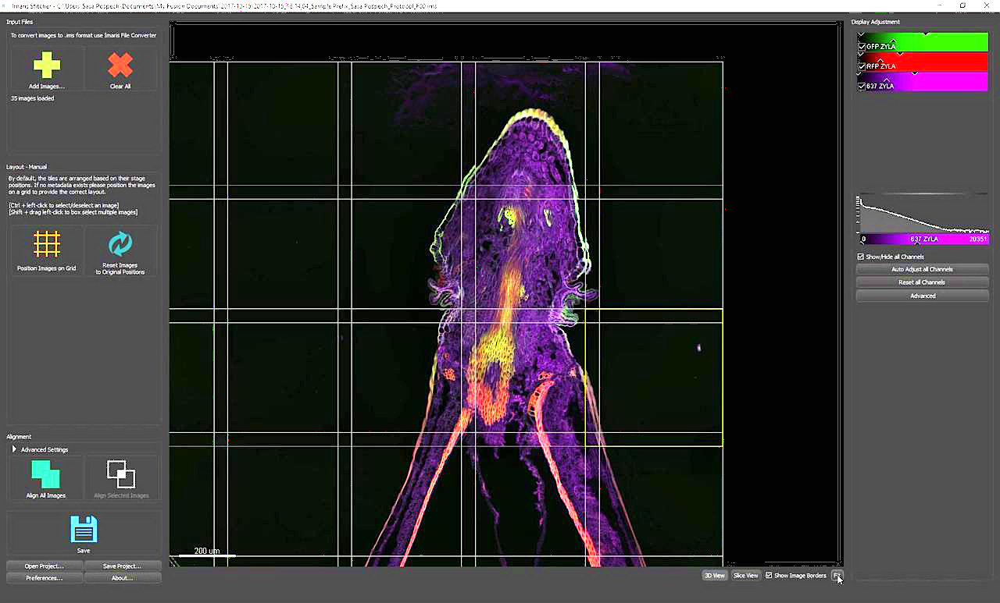 Imaris Stitcher - C:\Users\Sasa Pospech\Documents\My Fusion Documents\2017-10-15\2017-10-15_18.14.04_Sample Prefix_Sasa Pospech_Protocol_F00.ims
Input Files
To convert images to .ims format use Imaris File Converter
Add Images...
Clear All
35 images loaded
Layout - Manual
By default, the tiles are arranged based on their stage
positions. If no metadata exists please position the images
on a grid to provide the correct layout.
[Ctrl + left-click to select/deselect an image]
[Shift + drag left-click to box select multiple images]
Position Images on Grid
Reset Images
to Original Positions
Alignment
Advanced Settings
Align All Images
Align Selected Images
Save
Open Project...
Save Project...
Preferences...
About...
200 um
3D View
Slice View
Show Image Borders
Display Adjustment
GFP ZYLA
RFP ZYLA
637 ZYLA
0
637 ZYLA
20351
Show/Hide all Channels
Auto Adjust all Channels
Reset all Channels
Advanced